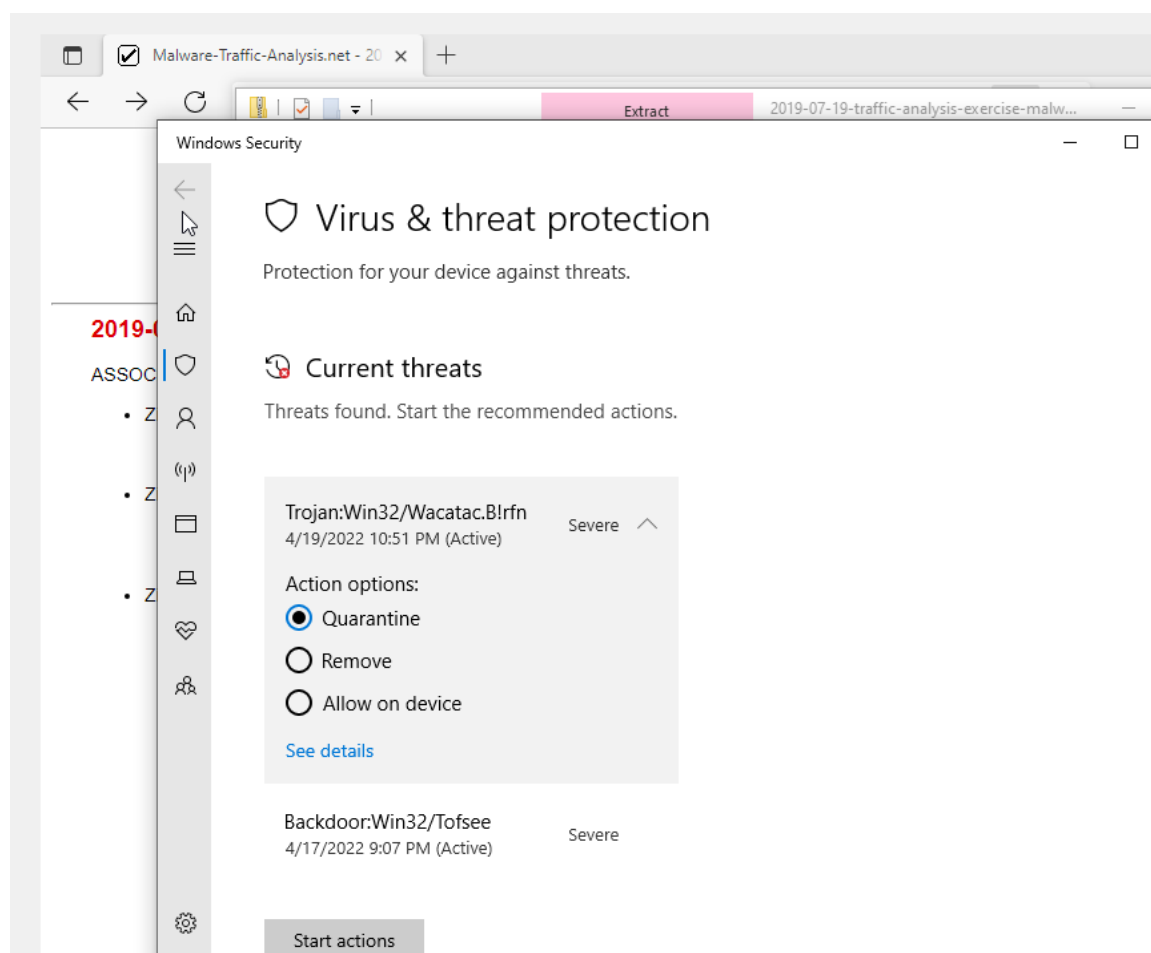 Malware-Traffic-Analysis.net - 20
Extract
2019-07-19-traffic-analysis-exercise-malw...
Windows Security
Virus & threat protection
Protection for your device against threats.
2019-0
ASSOC
Current threats
Threats found. Start the recommended actions.
• Z
• Z
• Z
Trojan:Win32/Wacatac.B!rfn
Severe
4/19/2022 10:51 PM (Active)
Action options:
Quarantine
Remove
Allow on device
See details
Backdoor:Win32/Tofsee
Severe
4/17/2022 9:07 PM (Active)
Start actions